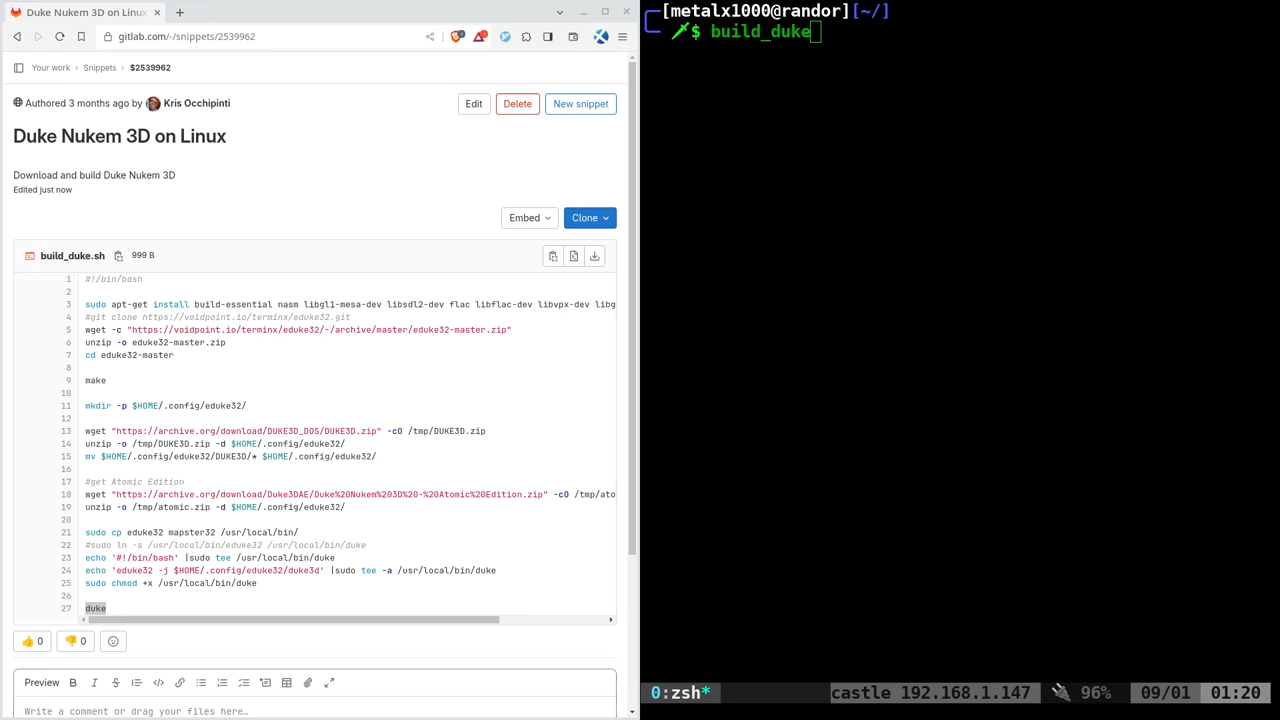 Duke Nukem 3D on Linux
gitlab.com/-/snippets/2539962
Your work › Snippets › $2539962
Authored 3 months ago by Kris Occhipinti
Edit
Delete
New snippet
Duke Nukem 3D on Linux
Download and build Duke Nukem 3D
Edited just now
Embed
Clone
build_duke.sh 999 B
1 #!/bin/bash
2
3 sudo apt-get install build-essential nasm libgl1-mesa-dev libsdl2-dev flac libflac-dev libvpx-dev libg
4 #git clone https://voidpoint.io/terminx/eduke32.git
5 wget -c "https://voidpoint.io/terminx/eduke32/-/archive/master/eduke32-master.zip"
6 unzip -o eduke32-master.zip
7 cd eduke32-master
8
9 make
10
11 mkdir -p $HOME/.config/eduke32/
12
13 wget "https://archive.org/download/DUKE3D_DOS/DUKE3D.zip" -cO /tmp/DUKE3D.zip
14 unzip -o /tmp/DUKE3D.zip -d $HOME/.config/eduke32/
15 mv $HOME/.config/eduke32/DUKE3D/* $HOME/.config/eduke32/
16
17 #get Atomic Edition
18 wget "https://archive.org/download/Duke3DAE/Duke%20Nukem%203D%20-%20Atomic%20Edition.zip" -cO /tmp/ato
19 unzip -o /tmp/atomic.zip -d $HOME/.config/eduke32/
20
21 sudo cp eduke32 mapster32 /usr/local/bin/
22 #sudo ln -s /usr/local/bin/eduke32 /usr/local/bin/duke
23 echo '#!/bin/bash' |sudo tee /usr/local/bin/duke
24 echo 'eduke32 -j $HOME/.config/eduke32/duke3d' |sudo tee -a /usr/local/bin/duke
25 sudo chmod +x /usr/local/bin/duke
26
27 duke
👍 0 👎 0
Preview
Write a comment or drag your files here…
[metalx1000@randor][~/]
$ build_duke
0:zsh* castle 192.168.1.147 96% 09/01 01:20